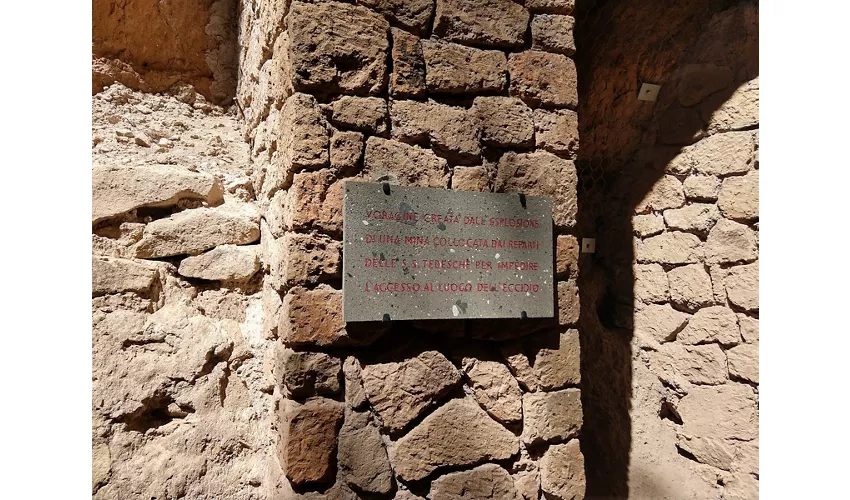 VORAGINE CREATA DALL'ESPLOSIONE
DI UNA MINA COLLOCATA DAI REPARTI
DELLE S.S. TEDESCHE PER IMPEDIRE
L'ACCESSO AL LUOGO DELL'ECCIDIO